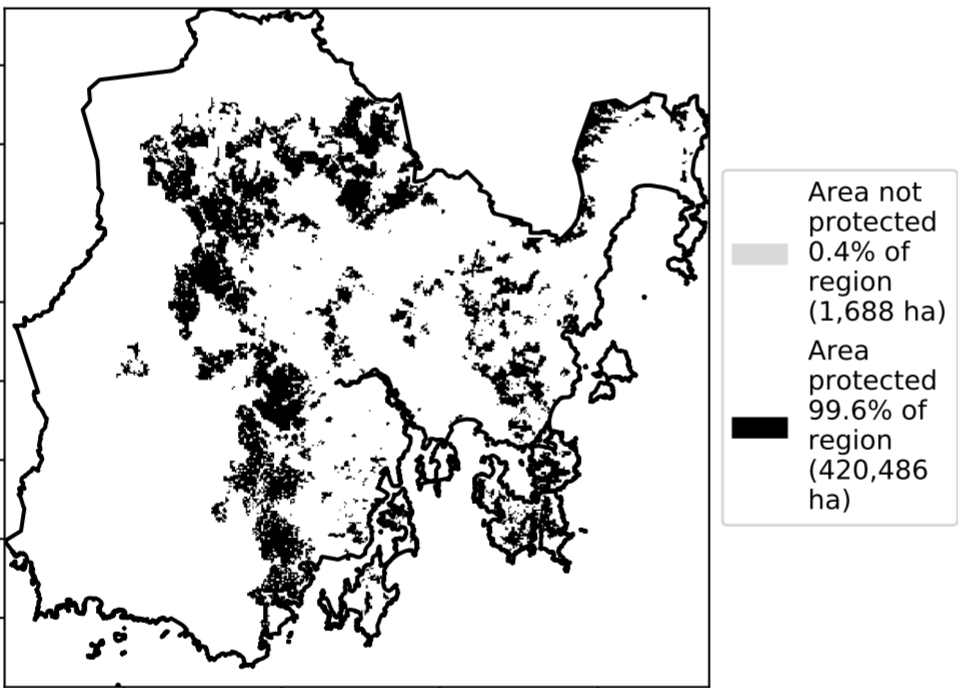 Area not
protected
0.4% of
region
(1,688 ha)
Area
protected
99.6% of
region
(420,486
ha)